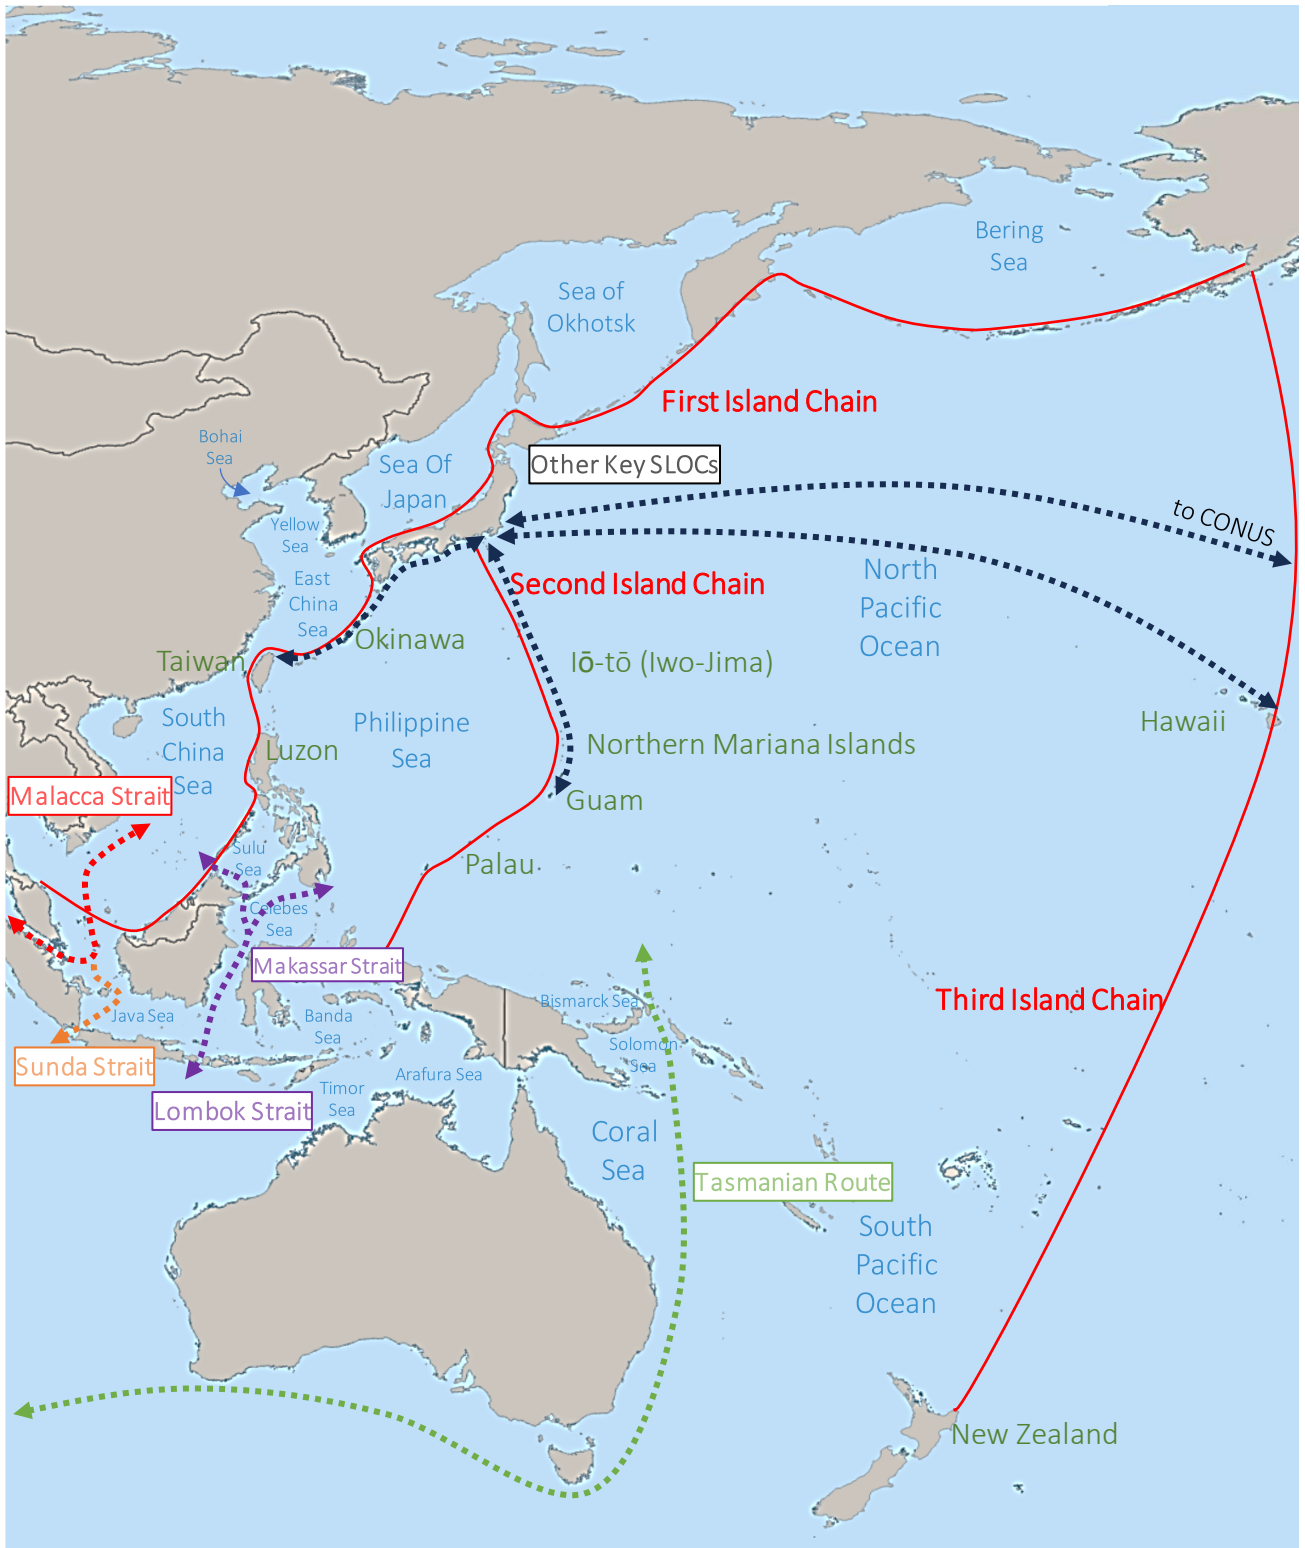 Bering
Sea
Sea of
Okhotsk
First Island Chain
Bohai
Sea
Sea Of
Japan
Other Key SLOCs
to CONUS
Yellow
Sea
East
China
Sea
Second Island Chain
North
Pacific
Ocean
Okinawa
Taiwan
Iō-tō (Iwo-Jima)
South
China
Sea
Philippine
Sea
Hawaii
Luzon
Northern Mariana Islands
Malacca Strait
Guam
Sulu
Sea
Palau
Celebes
Sea
Makassar Strait
Third Island Chain
Bismarck Sea
Java Sea
Banda
Sea
Solomon
Sea
Sunda Strait
Arafura Sea
Timor
Sea
Lombok Strait
Coral
Sea
Tasmanian Route
South
Pacific
Ocean
New Zealand